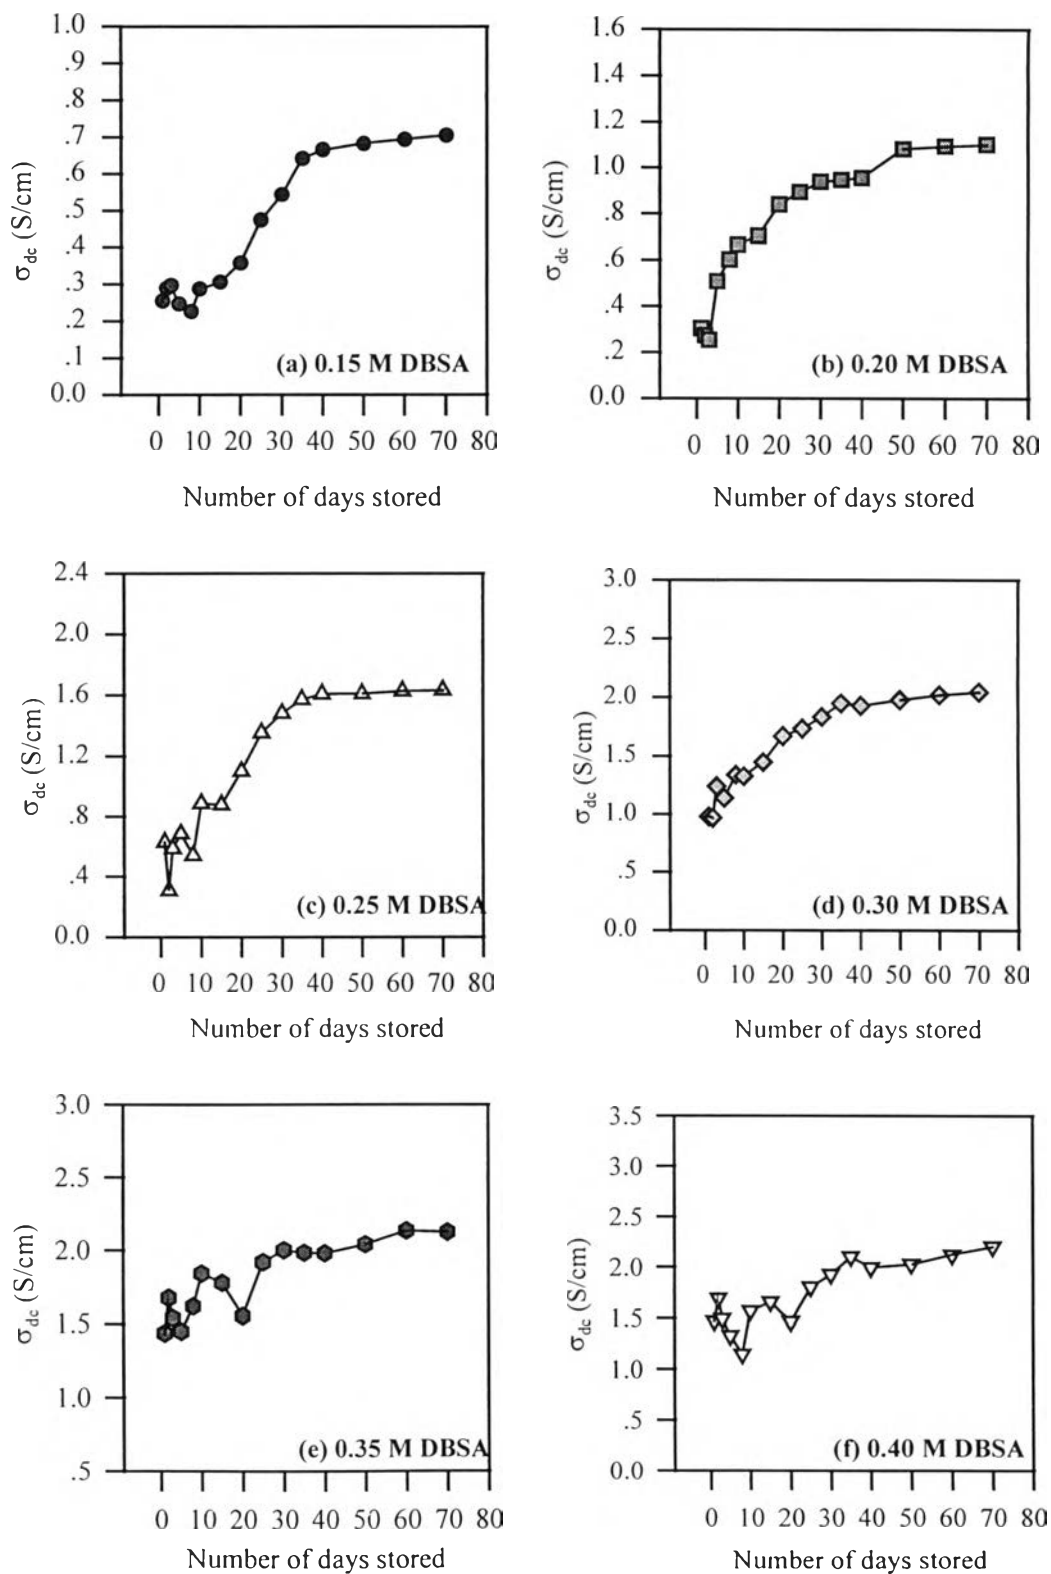 1.0
.9
.8
.7
.6
.5
.4
.3
.2
.1
0.0
σdc (S/cm)
(a) 0.15 M DBSA
0 10 20 30 40 50 60 70 80
Number of days stored
1.6
1.4
1.2
1.0
.8
.6
.4
.2
0.0
σdc (S/cm)
(b) 0.20 M DBSA
0 10 20 30 40 50 60 70 80
Number of days stored
2.4
2.0
1.6
1.2
.8
.4
0.0
σdc (S/cm)
(c) 0.25 M DBSA
0 10 20 30 40 50 60 70 80
Number of days stored
3.0
2.5
2.0
1.5
1.0
.5
0.0
σdc (S/cm)
(d) 0.30 M DBSA
0 10 20 30 40 50 60 70 80
Number of days stored
3.0
2.5
2.0
1.5
1.0
.5
σdc (S/cm)
(e) 0.35 M DBSA
0 10 20 30 40 50 60 70 80
Number of days stored
3.5
3.0
2.5
2.0
1.5
1.0
.5
0.0
σdc (S/cm)
(f) 0.40 M DBSA
0 10 20 30 40 50 60 70 80
Number of days stored